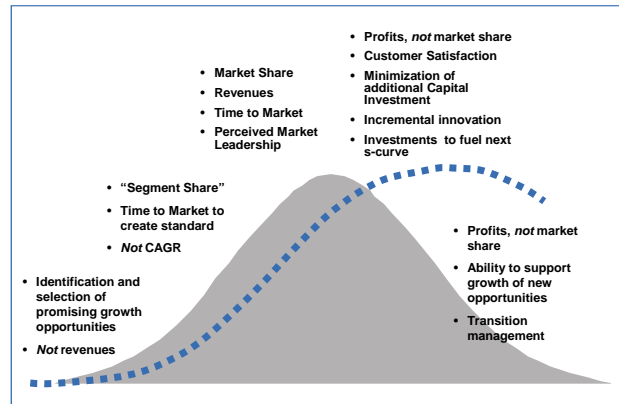 • Identification and
selection of
promising growth
opportunities
• Not revenues
• “Segment Share”
• Time to Market to
create standard
• Not CAGR
• Market Share
• Revenues
• Time to Market
• Perceived Market
Leadership
• Profits, not market share
• Customer Satisfaction
• Minimization of
additional Capital
Investment
• Incremental innovation
• Investments to fuel next
s-curve
• Profits, not market
share
• Ability to support
growth of new
opportunities
• Transition
management